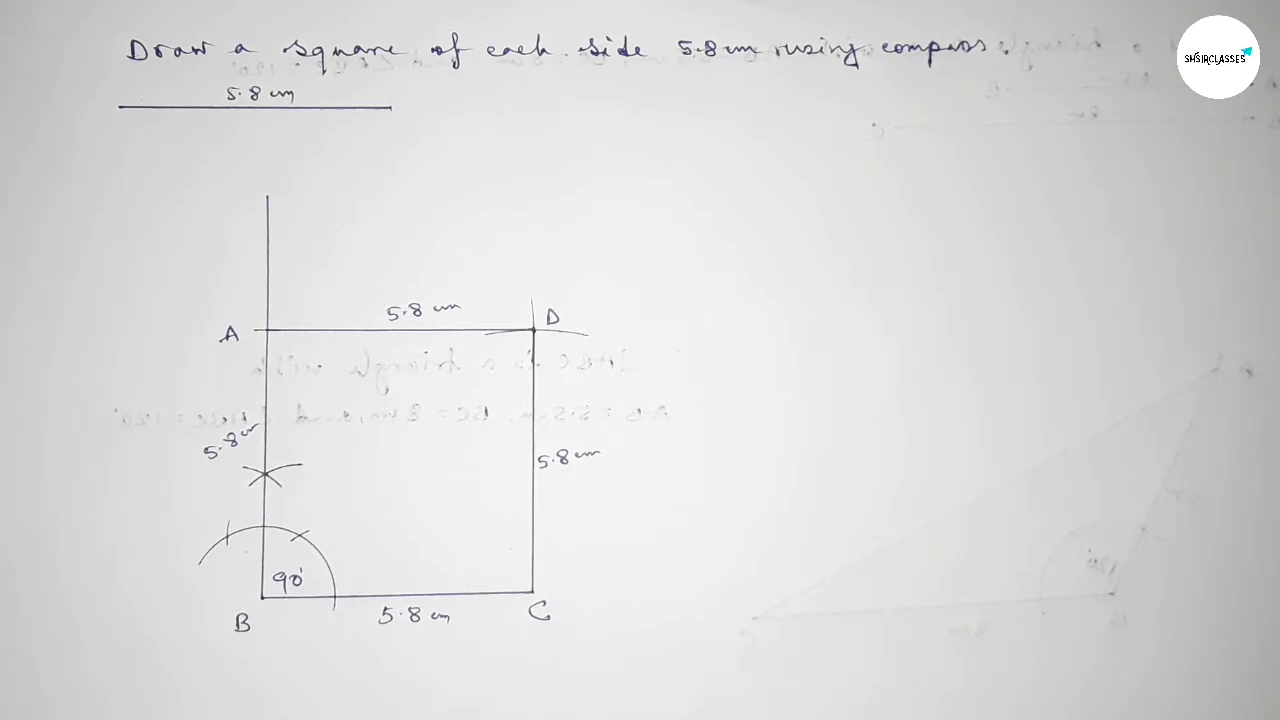 Draw a square of each side 5.8 cm using compass.
SHSIRCLASSES
5.8 cm
5.8 cm
A
D
5.8 cm
5.8 cm
90°
B
5.8 cm
C